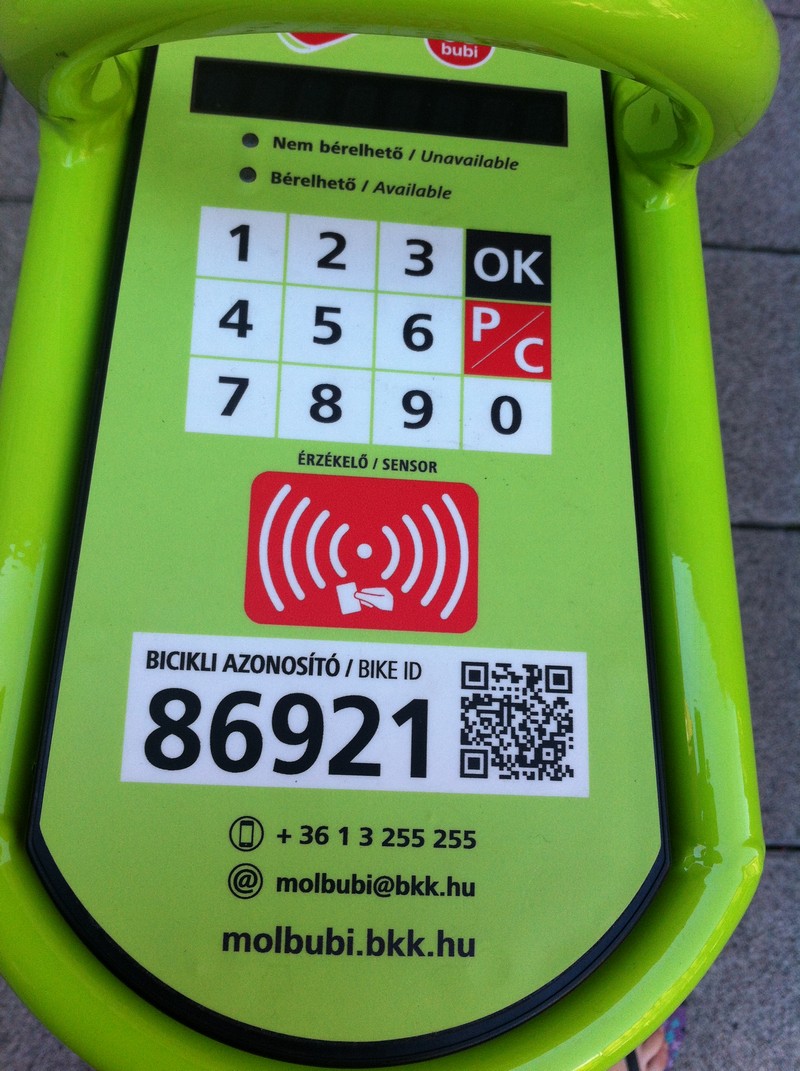 bubi
Nem bérelhető / Unavailable
Bérelhető / Available
1 2 3 OK
4 5 6 P/C
7 8 9 0
ÉRZÉKELŐ / SENSOR
BICIKLI AZONOSÍTÓ / BIKE ID
86921
+ 36 1 3 255 255
@ molbubi@bkk.hu
molbubi.bkk.hu